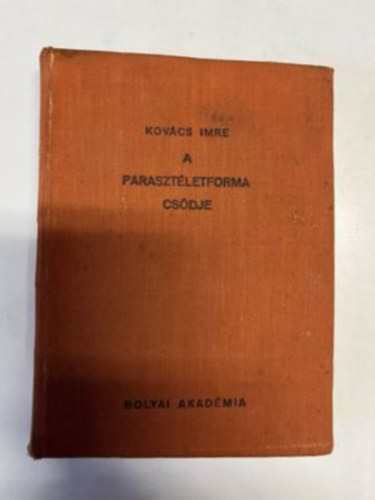 KOVÁCS IMRE
A
PARASZTÉLETFORMA
CSŐDJE
BOLYAI AKADÉMIA